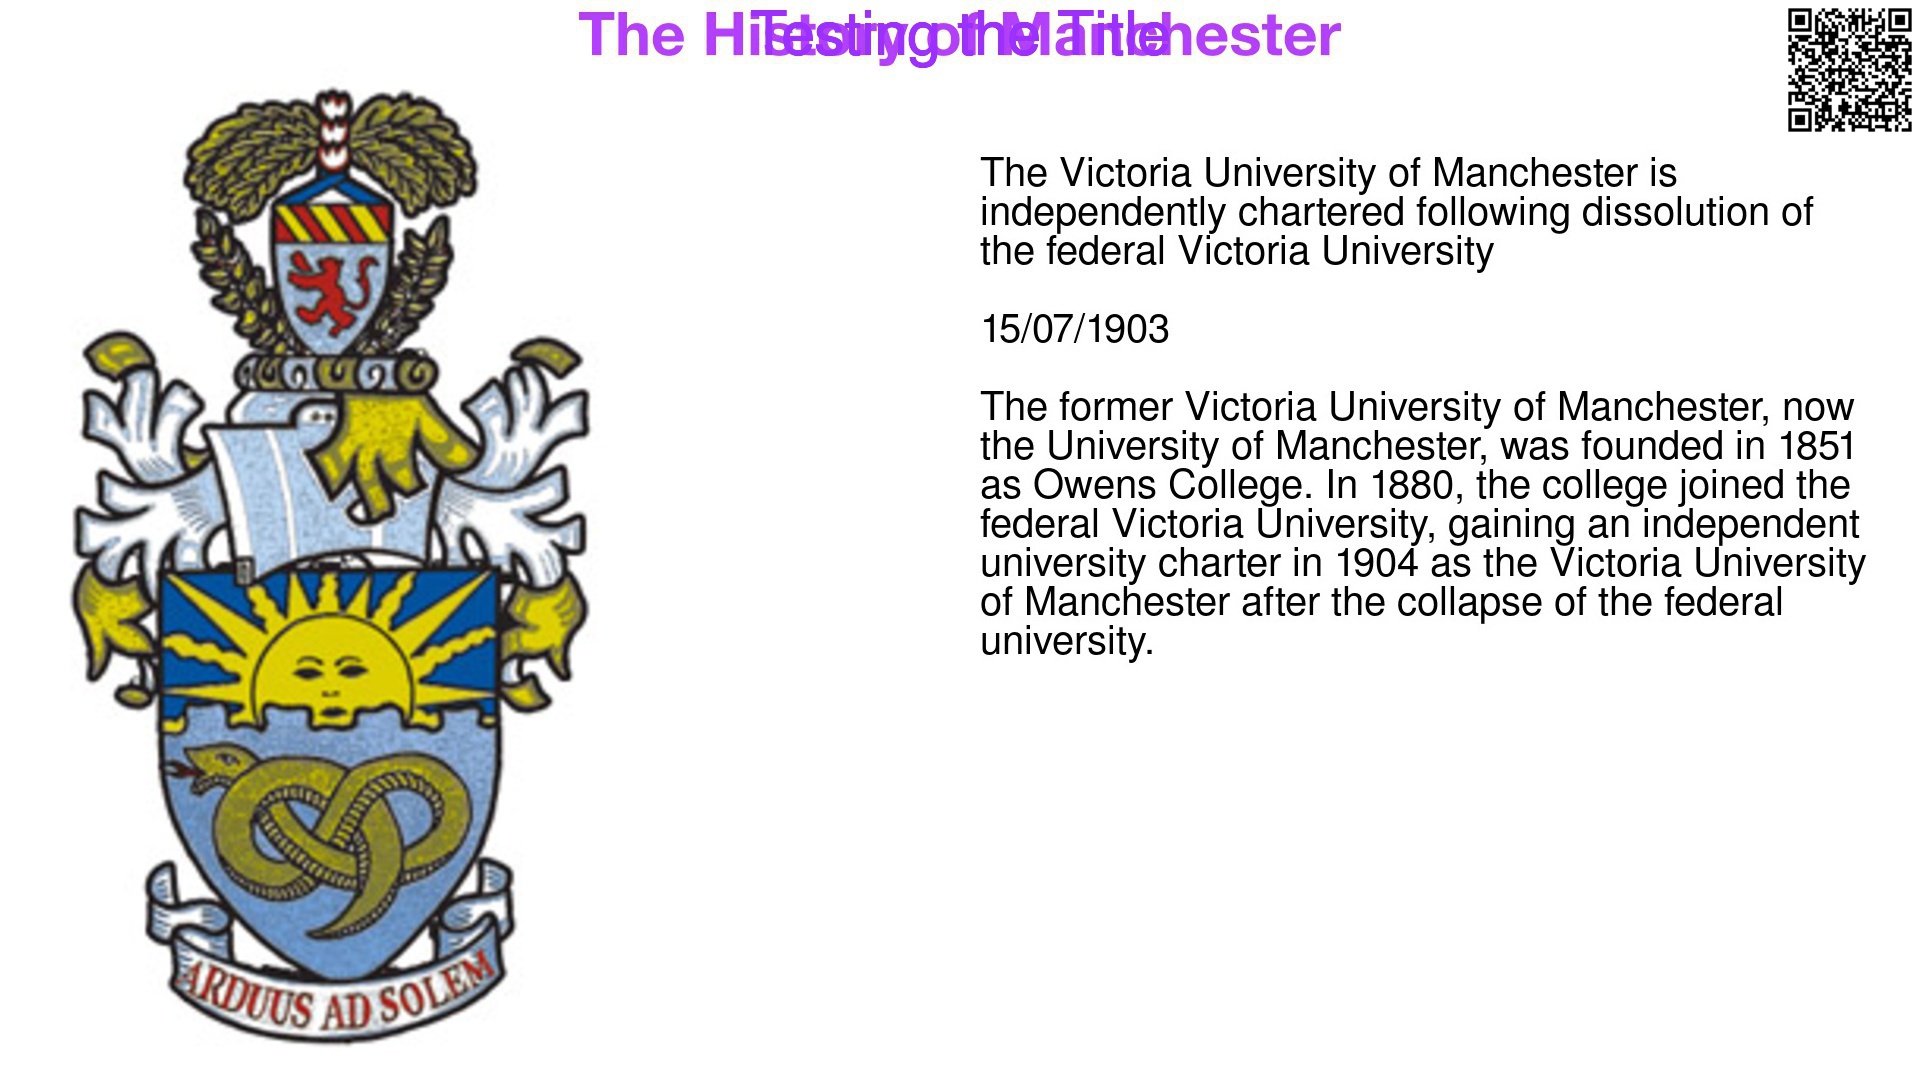 The History of Manchester
Testing the Title
The Victoria University of Manchester is
independently chartered following dissolution of
the federal Victoria University
15/07/1903
The former Victoria University of Manchester, now
the University of Manchester, was founded in 1851
as Owens College. In 1880, the college joined the
federal Victoria University, gaining an independent
university charter in 1904 as the Victoria University
of Manchester after the collapse of the federal
university.
ARDUUS AD SOLEM